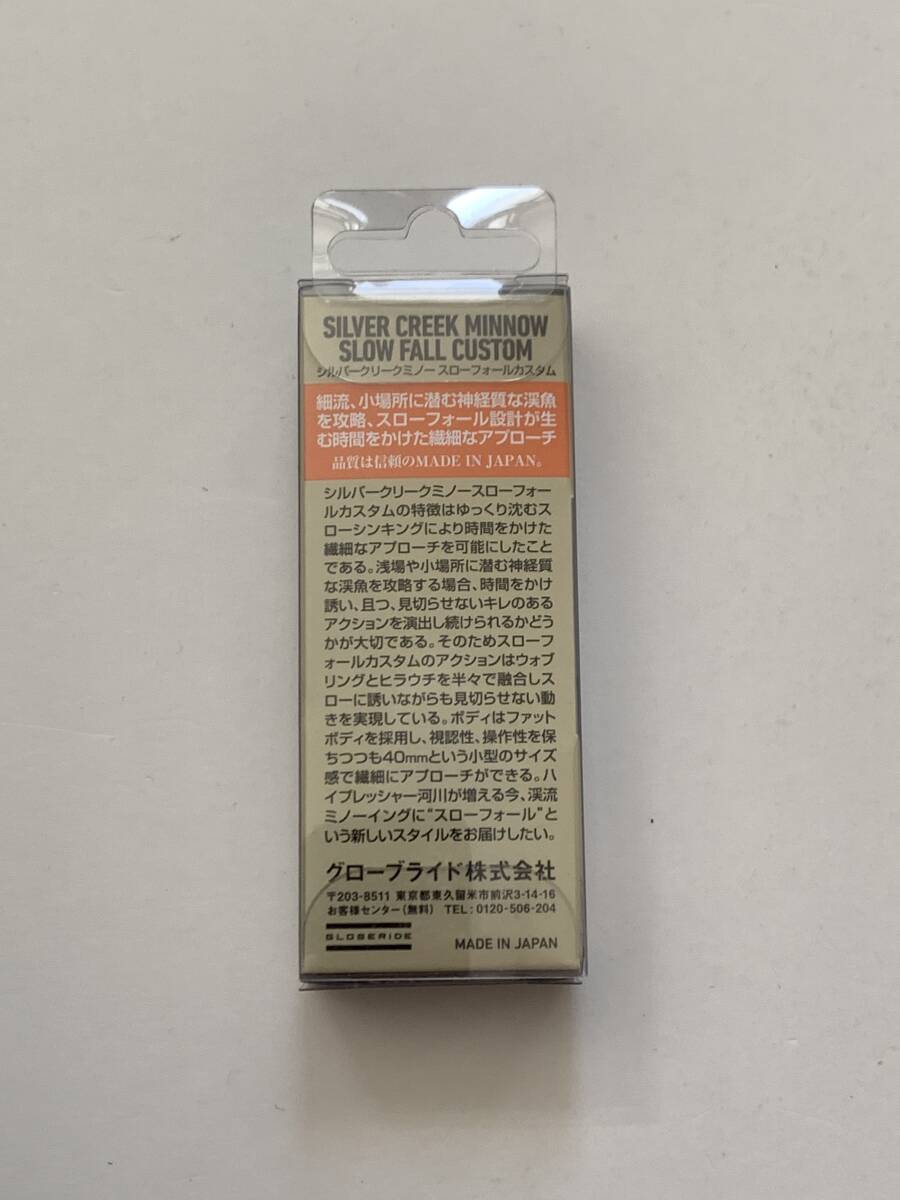 SILVER CREEK MINNOW
SLOW FALL CUSTOM
シルバークリークミノー スローフォールカスタム
細流、小場所に潜む神経質な渓魚
を攻略、スローフォール設計が生
む時間をかけた繊細なアプローチ
品質は信頼のMADE IN JAPAN。
シルバークリークミノースローフォー
ルカスタムの特徴はゆっくり沈むス
ローシンキングにより時間をかけた
繊細なアプローチを可能にしたこと
である。浅場や小場所に潜む神経質
な渓魚を攻略する場合、時間をかけ
誘い、且つ、見切らせないキレのある
アクションを演出し続けられるかどう
かが大切である。そのためスローフ
ォールカスタムのアクションはウォブ
リングとヒラウチを半々で融合しス
ローに誘いながらも見切らせない動
きを実現している。ボディはファット
ボディを採用し、視認性、操作性を保
ちつつも40mmという小型のサイズ
感で繊細にアプローチができる。ハ
イプレッシャー河川が増える今、渓流
ミノーイングに“スローフォール”と
いう新しいスタイルをお届けしたい。
グローブライド株式会社
〒203-8511 東京都東久留米市前沢3-14-16
お客様センター(無料) TEL:0120-506-204
GLOBERIDE
MADE IN JAPAN